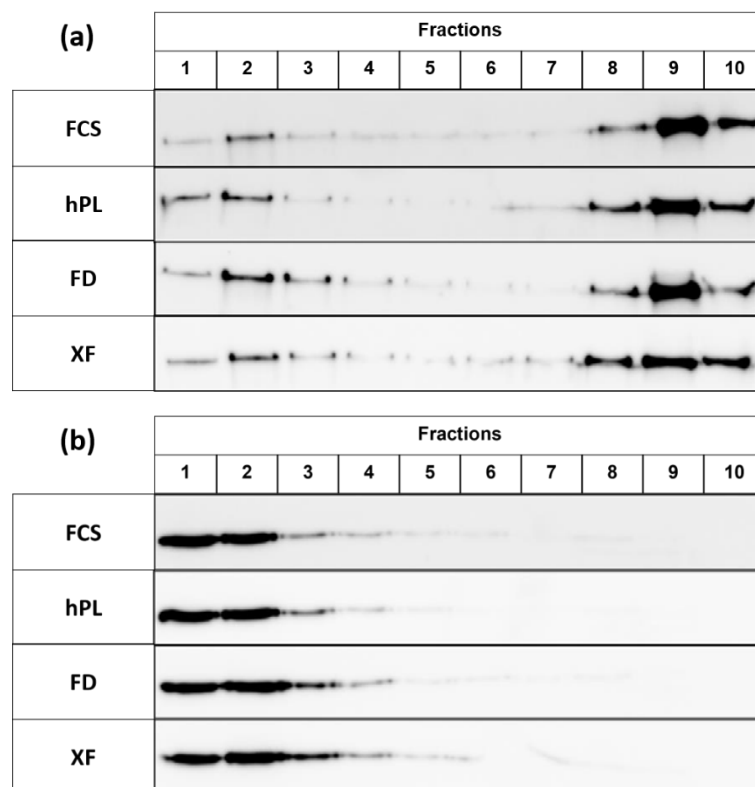 (a)
Fractions
1 2 3 4 5 6 7 8 9 10
FCS
hPL
FD
XF
(b)
Fractions
1 2 3 4 5 6 7 8 9 10
FCS
hPL
FD
XF